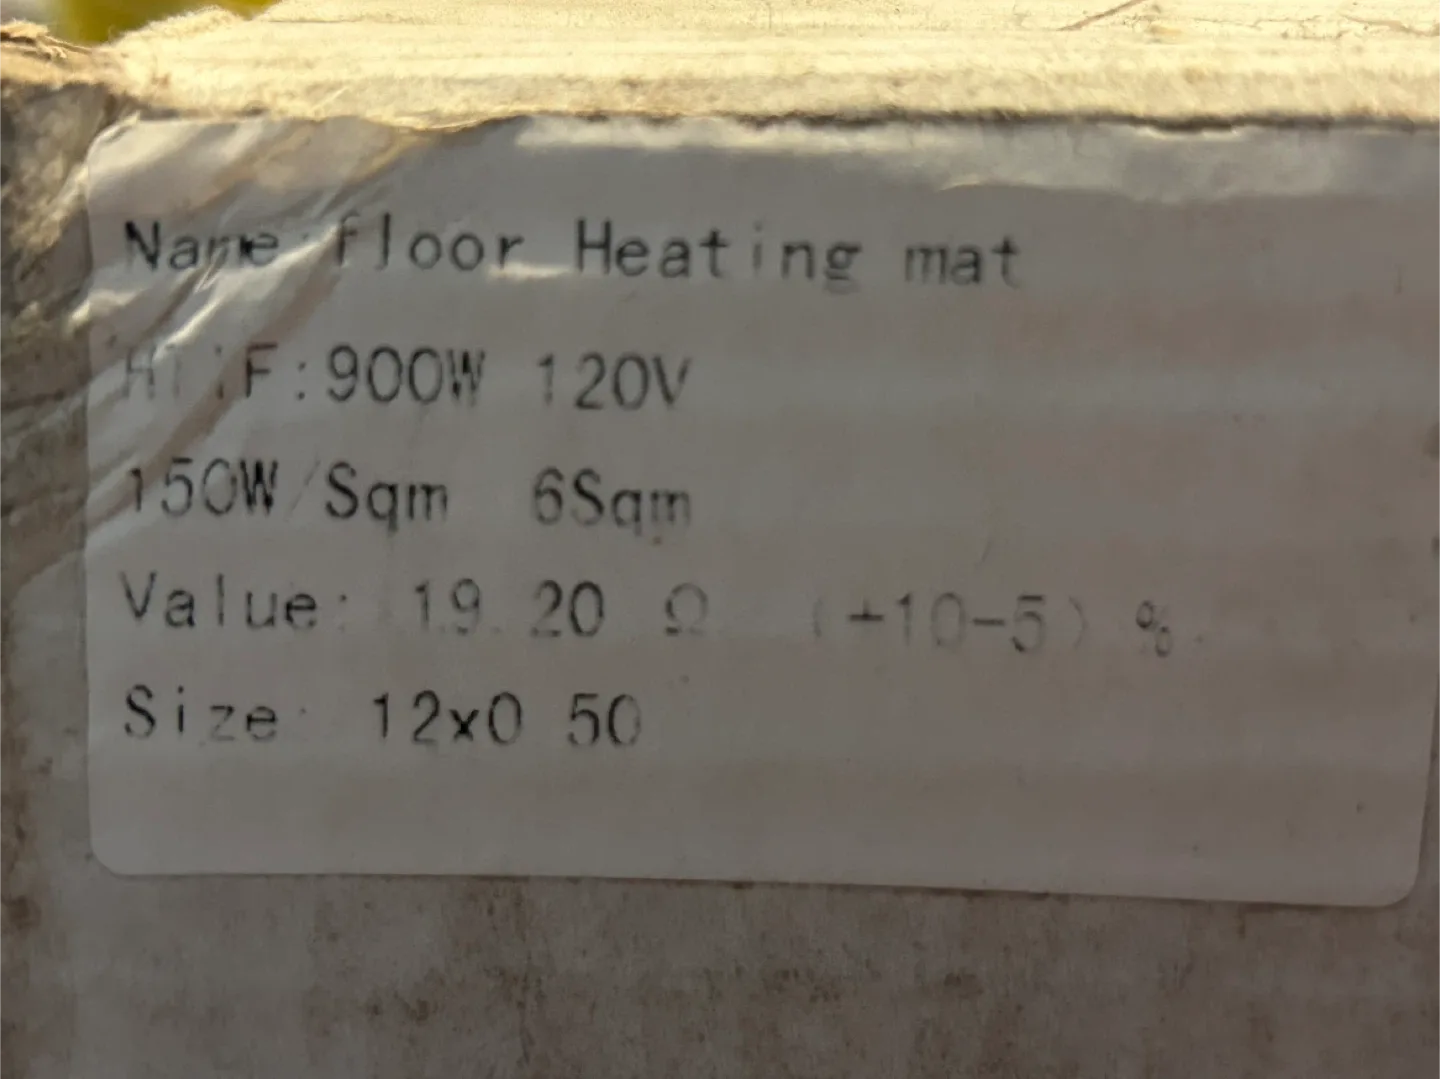 Name floor Heating mat
900W 120V
150W/Sqm 6Sqm
Value: 19.20 Ω (+10-5)%
Size: 12x0 50